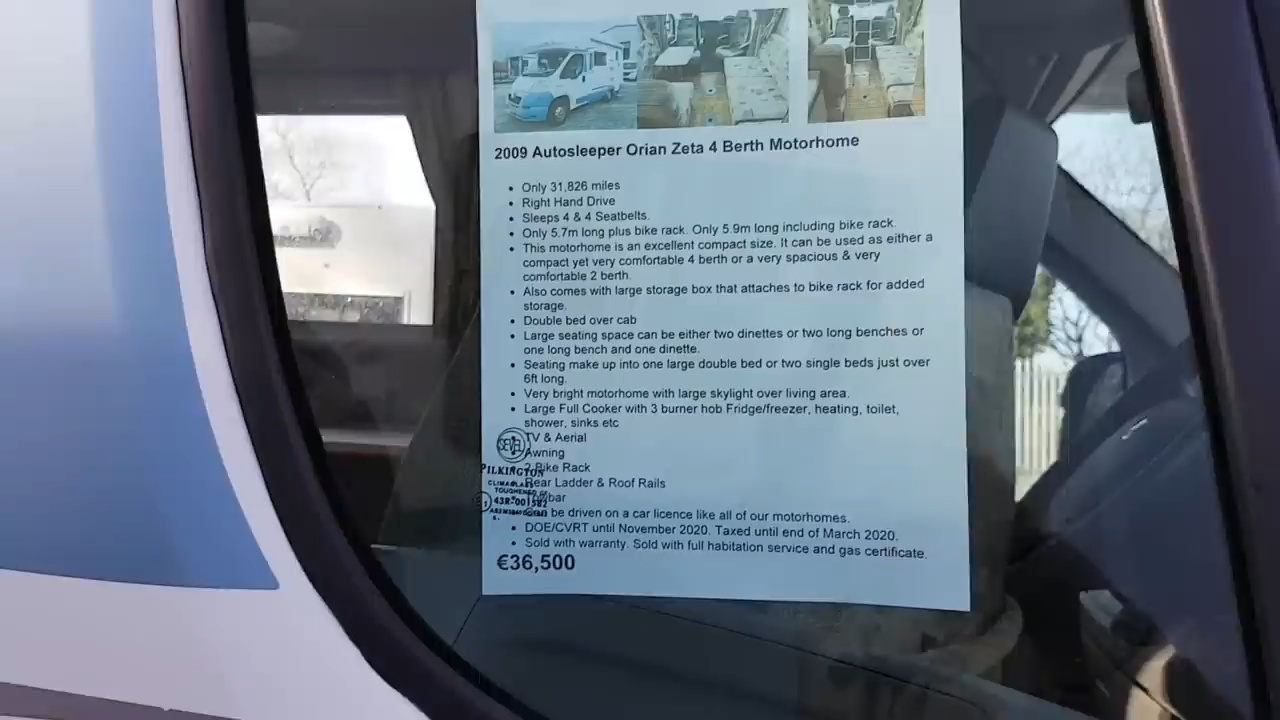 2009 Autosleeper Orian Zeta 4 Berth Motorhome
• Only 31,826 miles
• Right Hand Drive
• Sleeps 4 & 4 Seatbelts.
• Only 5.7m long plus bike rack. Only 5.9m long including bike rack.
• This motorhome is an excellent compact size. It can be used as either a
compact yet very comfortable 4 berth or a very spacious & very
comfortable 2 berth.
• Also comes with large storage box that attaches to bike rack for added
storage.
• Double bed over cab
• Large seating space can be either two dinettes or two long benches or
one long bench and one dinette.
• Seating make up into one large double bed or two single beds just over
6ft long.
• Very bright motorhome with large skylight over living area.
• Large Full Cooker with 3 burner hob Fridge/freezer, heating, toilet,
shower, sinks etc
TV & Aerial
Awning
2 Bike Rack
Rear Ladder & Roof Rails
Towbar
Can be driven on a car licence like all of our motorhomes.
• DOE/CVRT until November 2020. Taxed until end of March 2020.
• Sold with warranty. Sold with full habitation service and gas certificate.
€36,500
SEVEL
PILKINGTON
TOUGHENED
43R-001582